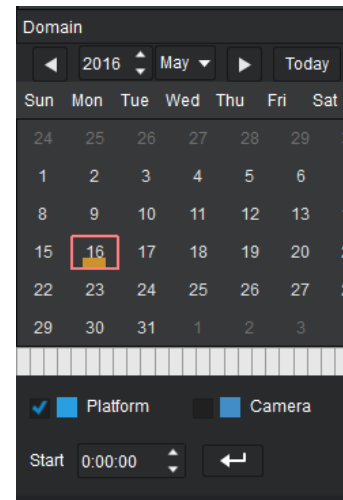 Domain
2016 May Today
Sun Mon Tue Wed Thu Fri Sat
24 25 26 27 28 29
1 2 3 4 5 6
8 9 10 11 12 13
15 16 17 18 19 20
22 23 24 25 26 27
29 30 31 1 2 3
Platform Camera
Start 0:00:00